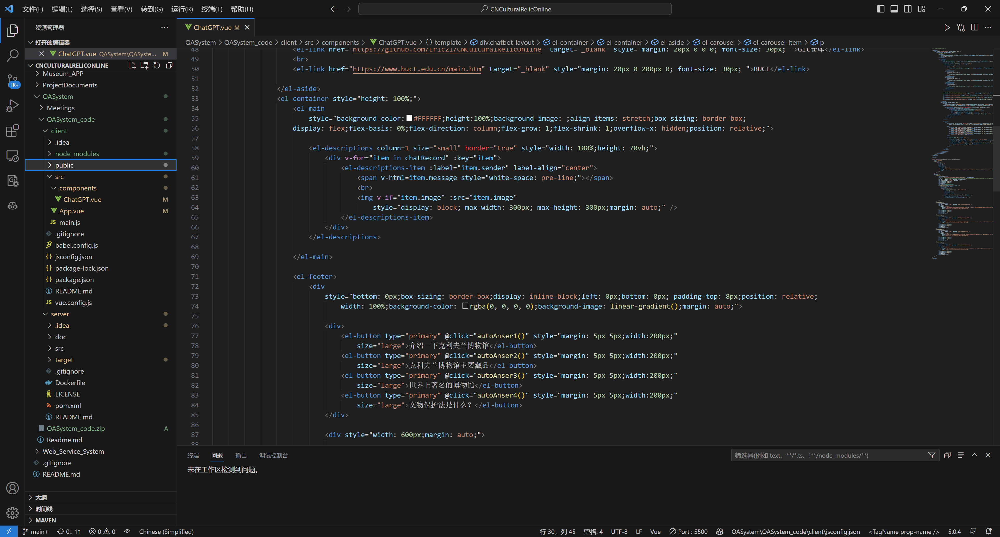 文件(F) 编辑(E) 选择(S) 查看(V) 转到(G) 运行(R) 终端(T) 帮助(H)
CNCulturalRelicOnline
资源管理器
打开的编辑器
ChatGPT.vue QASystem\QASyste... M
CNCULTURALRELICONLINE
Museum_APP
ProjectDocuments
QASystem
Meetings
QASystem_code
client
.idea
node_modules
public
src
components
ChatGPT.vue M
App.vue M
JS main.js
.gitignore
babel.config.js
{} jsconfig.json
{} package-lock.json
{} package.json
README.md
JS vue.config.js
server
.idea
doc
src
target
.gitignore
Dockerfile
LICENSE
pom.xml
README.md
QASystem_code.zip A
Readme.md
Web_Service_System
.gitignore
README.md
大纲
时间线
MAVEN
1K+
ChatGPT.vue M
QASystem > QASystem_code > client > src > components > ChatGPT.vue > {} template > div.chatbot-layout > el-container > el-container > el-aside > el-carousel > el-carousel-item > p
48 <el-link href="https://github.com/Eric21/CNCulturalRelicOnline" target="_blank" style="margin: 20px 0 0 0; font-size: 30px; ">Git仓库</el-link>
49 <br>
50 <el-link href="https://www.buct.edu.cn/main.htm" target="_blank" style="margin: 20px 0 200px 0; font-size: 30px; ">BUCT</el-link>
51
52 </el-aside>
53 <el-container style="height: 100%;">
54 <el-main
55 style="background-color:#FFFFFF;height:100%;background-image: ;align-items: stretch;box-sizing: border-box;
56 display: flex;flex-basis: 0%;flex-direction: column;flex-grow: 1;flex-shrink: 1;overflow-x: hidden;position: relative;">
57
58 <el-descriptions column=1 size="small" border="true" style="width: 100%;height: 70vh;">
59 <div v-for="item in chatRecord" :key="item">
60 <el-descriptions-item :label="item.sender" label-align="center">
61 <span v-html=item.message style="white-space: pre-line;"></span>
62 <br>
63 <img v-if="item.image" :src="item.image"
64 style="display: block; max-width: 300px; max-height: 300px;margin: auto;" />
65 </el-descriptions-item>
66 </div>
67 </el-descriptions>
68
69 </el-main>
70
71 <el-footer>
72 <div
73 style="bottom: 0px;box-sizing: border-box;display: inline-block;left: 0px;bottom: 0px; padding-top: 8px;position: relative;
74 width: 100%;background-color: rgba(0, 0, 0, 0);background-image: linear-gradient();margin: auto;">
75
76 <div>
77 <el-button type="primary" @click="autoAnser1()" style="margin: 5px 5px;width:200px;"
78 size="large">介绍一下克利夫兰博物馆</el-button>
79 <el-button type="primary" @click="autoAnser2()" style="margin: 5px 5px;width:200px;"
80 size="large">克利夫兰博物馆主要藏品</el-button>
81 <el-button type="primary" @click="autoAnser3()" style="margin: 5px 5px;width:200px;"
82 size="large">世界上著名的博物馆</el-button>
83 <el-button type="primary" @click="autoAnser4()" style="margin: 5px 5px;width:200px;"
84 size="large">文物保护法是什么？</el-button>
85 </div>
86
87 <div style="width: 600px;margin: auto;">
88
终端 问题 输出 调试控制台
筛选器(例如 text、**/*.ts、!**/node_modules/**)
未在工作区检测到问题。
main+ 0↓ 1↑ 0 0 Chinese (Simplified)
行 30，列 45 空格: 4 UTF-8 LF Vue Port : 5500 QASystem\QASystem_code\client\jsconfig.json <TagName prop-name /> 5.0.4